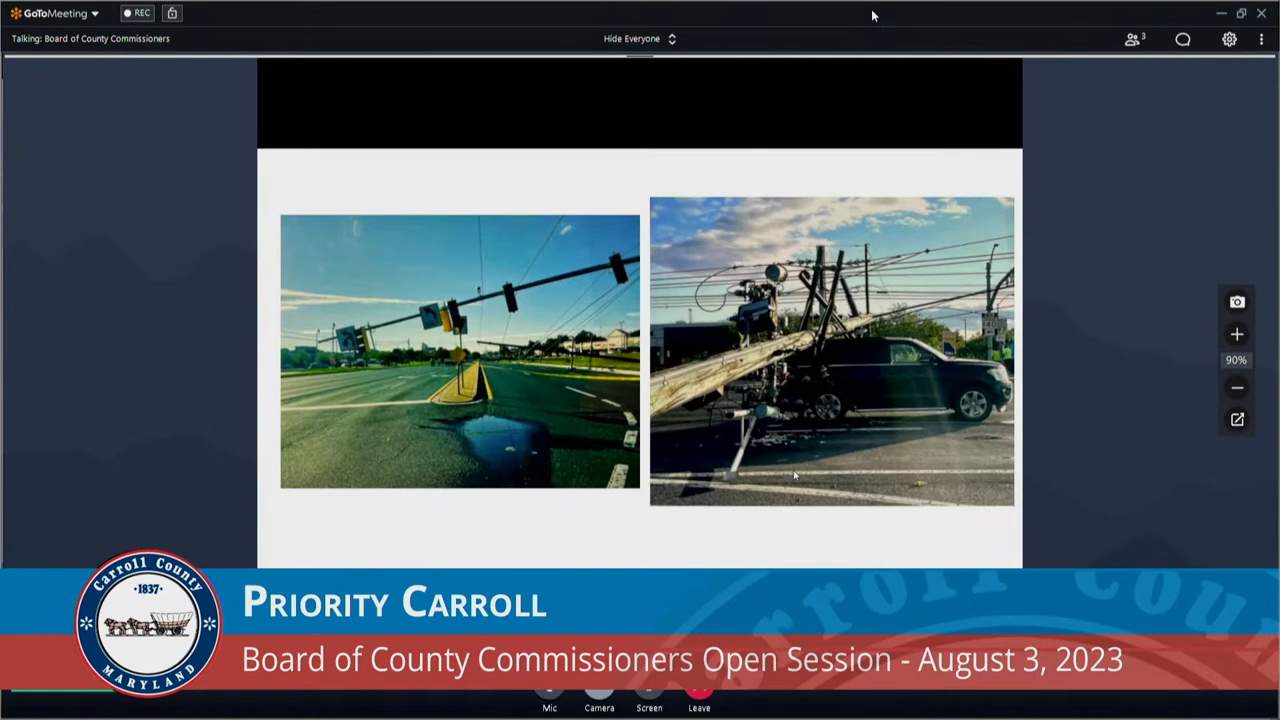 GoToMeeting
REC
Talking: Board of County Commissioners
Hide Everyone
3
90%
Carroll County
·1837·
MARYLAND
PRIORITY CARROLL
Board of County Commissioners Open Session - August 3, 2023
Mic
Camera
Screen
Leave